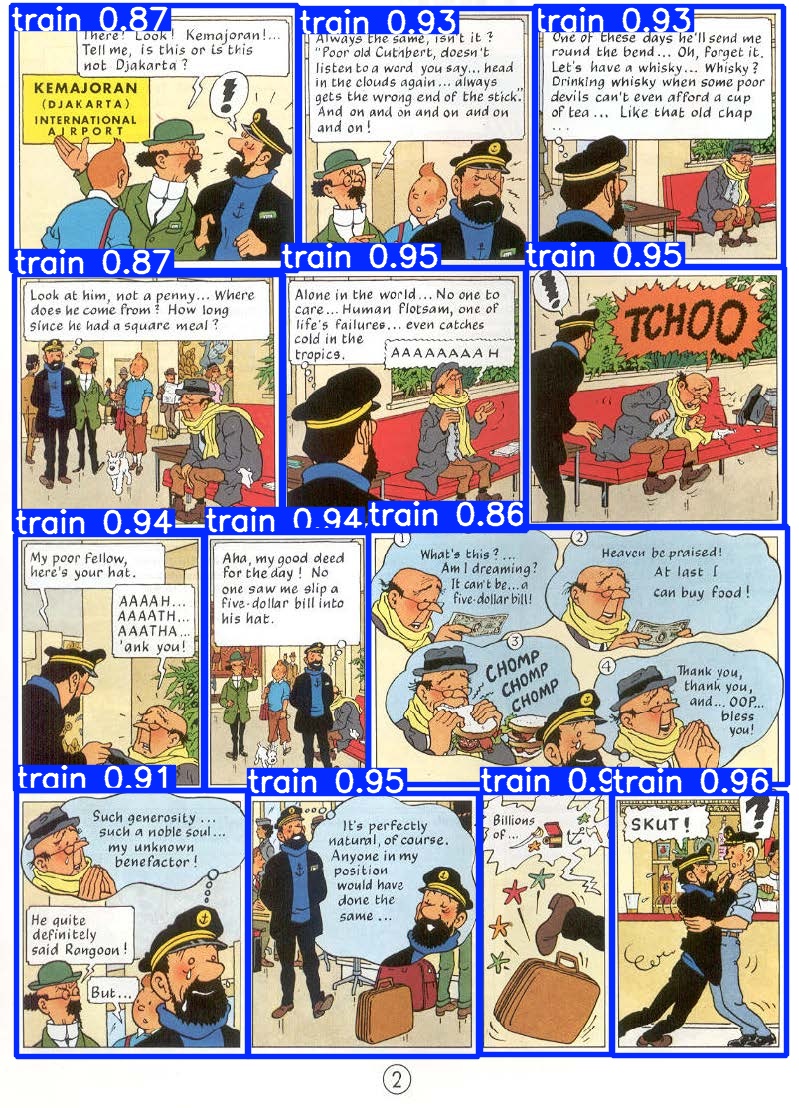 train 0.87
There! Look! Kemajoran!...
Tell me, is this or is this
not Djakarta?
KEMAJORAN
(DJAKARTA)
INTERNATIONAL
AIRPORT
!
train 0.93
Always the same, isn't it?
"Poor old Cuthbert, doesn't
listen to a word you say... head
in the clouds again... always
gets the wrong end of the stick."
And on and on and on and on
and on!
train 0.93
One of these days he'll send me
round the bend... Oh, forget it.
Let's have a whisky... Whisky?
Drinking whisky when some poor
devils can't even afford a cup
of tea... Like that old chap
...
train 0.87
Look at him, not a penny... Where
does he come from? How long
since he had a square meal?
train 0.95
Alone in the world... No one to
care... Human flotsam, one of
life's failures... even catches
cold in the
tropics.
AAAAAAAA H
train 0.95
!
TCHOO
train 0.94
My poor fellow,
here's your hat.
AAAAH...
AAAATH...
AAATHA...
'ank you!
train 0.94
Aha, my good deed
for the day! No
one saw me slip a
five-dollar bill into
his hat.
train 0.86
1
What's this?...
Am I dreaming?
It can't be... a
five-dollar bill!
2
Heaven be praised!
At last I
can buy food!
3
CHOMP
CHOMP
CHOMP
4
Thank you,
thank you,
and... OOP...
bless
you!
train 0.91
Such generosity...
such a noble soul...
my unknown
benefactor!
He quite
definitely
said Rangoon!
But...
train 0.95
It's perfectly
natural, of course.
Anyone in my
position
would have
done the
same...
train 0.9
Billions
of...
train 0.96
SKUT!
?
2